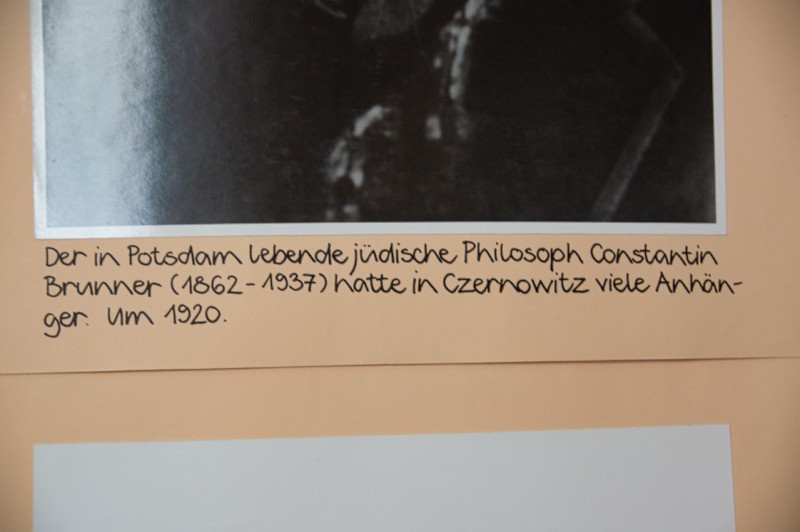 Der in Potsdam lebende jüdische Philosoph Constantin
Brunner (1862-1937) hatte in Czernowitz viele Anhän-
ger. Um 1920.